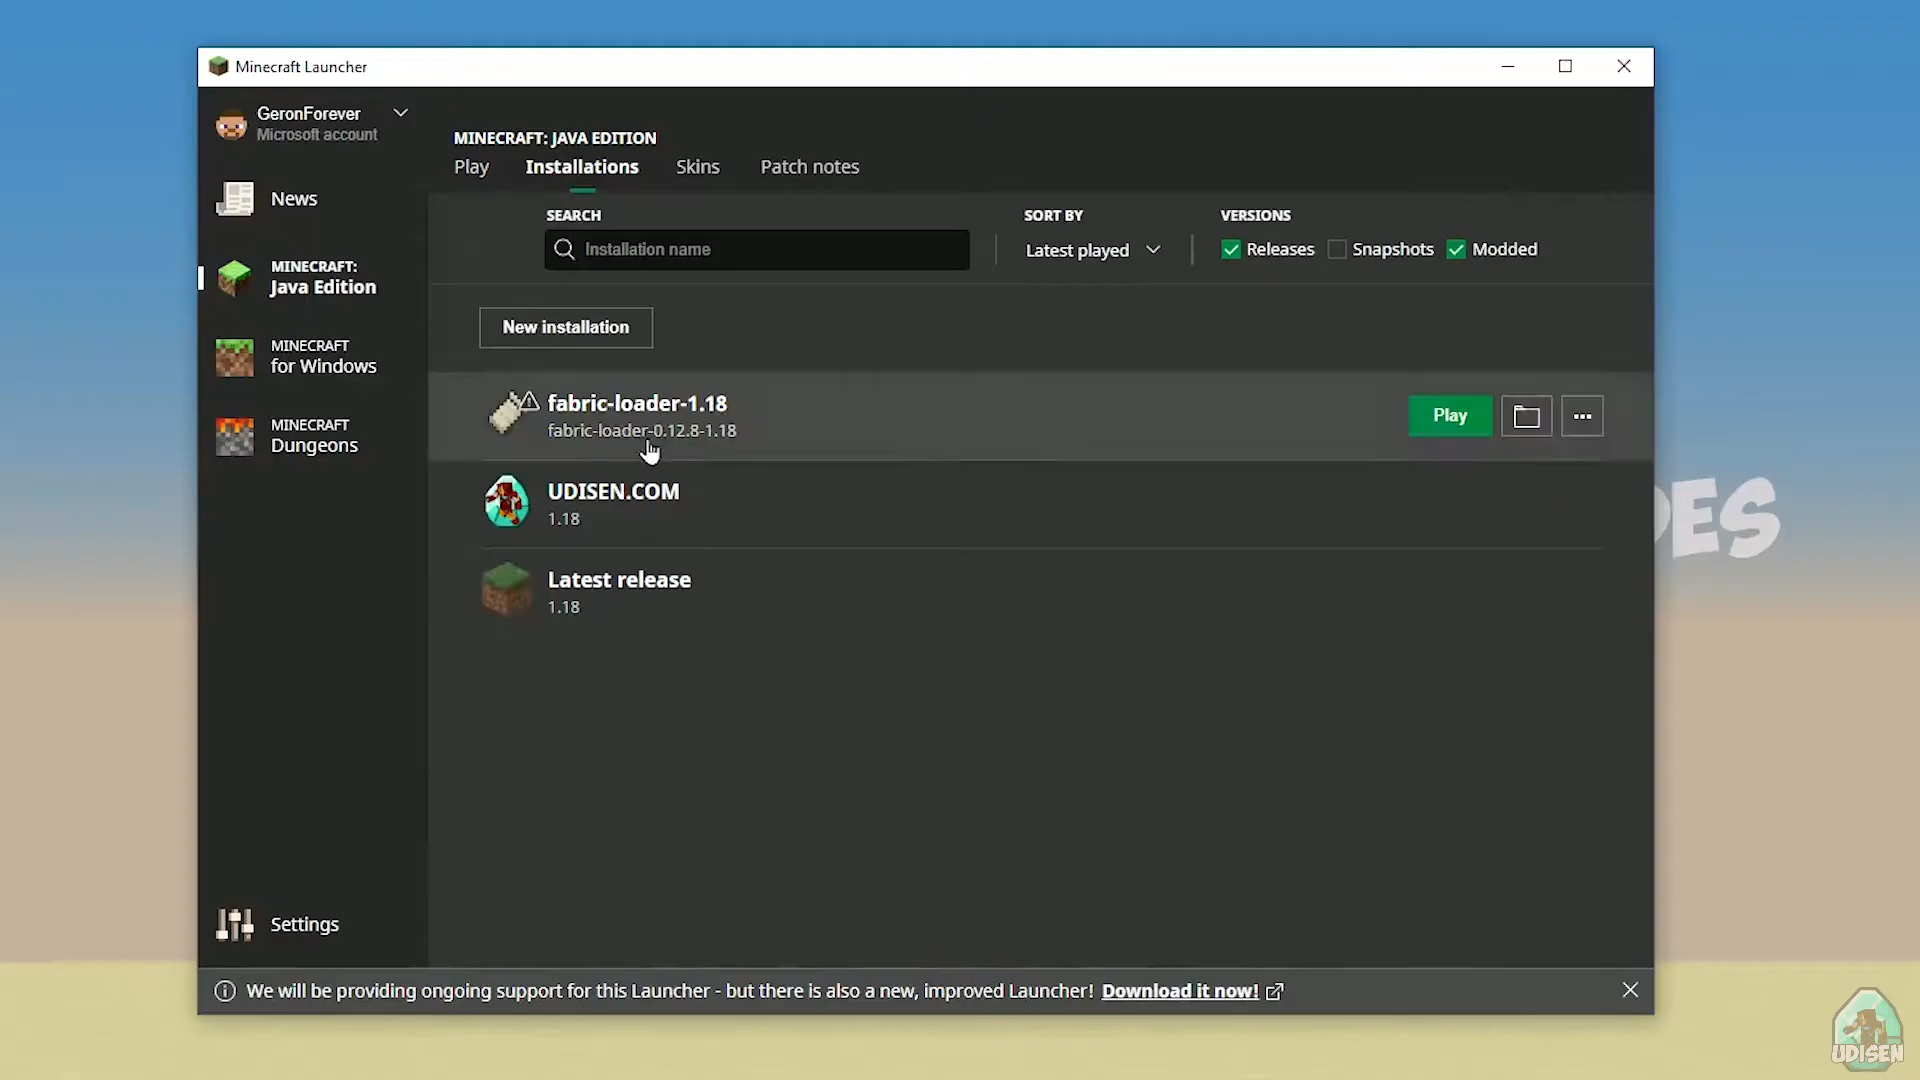 Minecraft Launcher
GeronForever
Microsoft account
News
MINECRAFT:
Java Edition
MINECRAFT
for Windows
MINECRAFT
Dungeons
Settings
MINECRAFT: JAVA EDITION
Play Installations Skins Patch notes
SEARCH
Installation name
SORT BY
Latest played
VERSIONS
Releases Snapshots Modded
New installation
fabric-loader-1.18
fabric-loader-0.12.8-1.18
Play
UDISEN.COM
1.18
Latest release
1.18
We will be providing ongoing support for this Launcher - but there is also a new, improved Launcher! Download it now!
UDISEN